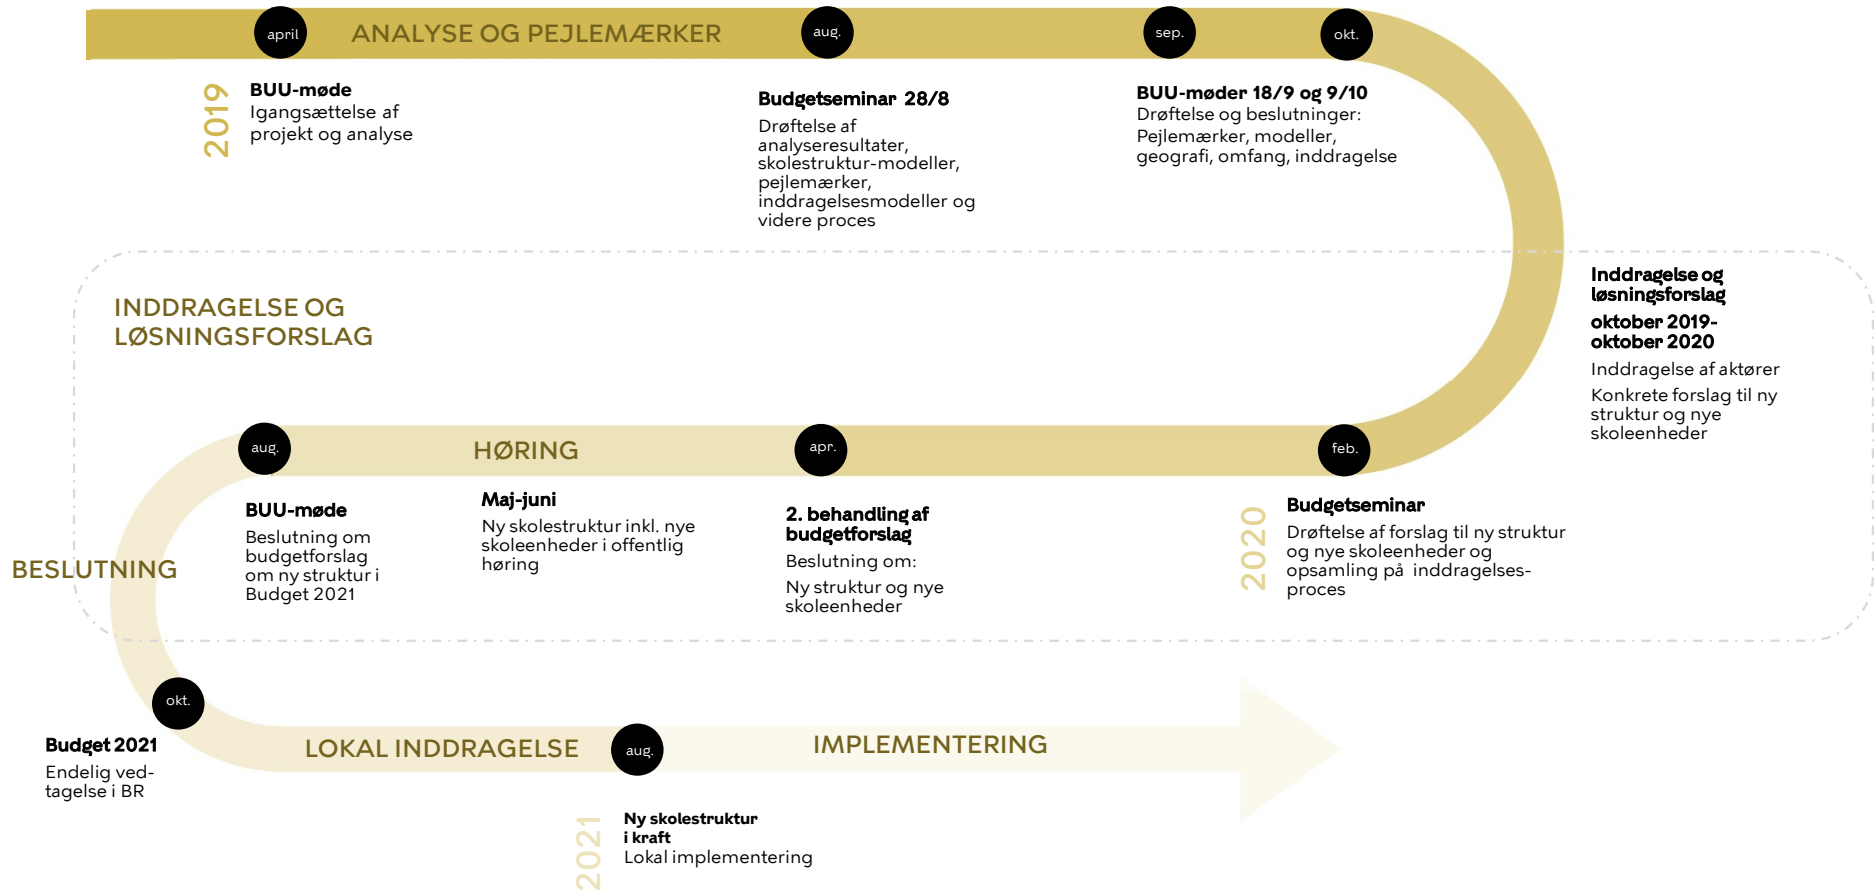 april
ANALYSE OG PEJLEMÆRKER
aug.
sep.
okt.
2019
BUU-møde
Igangsættelse af
projekt og analyse
Budgetseminar 28/8
Drøftelse af
analyseresultater,
skolestruktur-modeller,
pejlemærker,
inddragelsesmodeller og
videre proces
BUU-møder 18/9 og 9/10
Drøftelse og beslutninger:
Pejlemærker, modeller,
geografi, omfang, inddragelse
Inddragelse og
løsningsforslag
oktober 2019-
oktober 2020
Inddragelse af aktører
Konkrete forslag til ny
struktur og nye
skoleenheder
INDDRAGELSE OG
LØSNINGSFORSLAG
feb.
apr.
HØRING
aug.
2020
Budgetseminar
Drøftelse af forslag til ny struktur
og nye skoleenheder og
opsamling på inddragelses-
proces
2. behandling af
budgetforslag
Beslutning om:
Ny struktur og nye
skoleenheder
Maj-juni
Ny skolestruktur inkl. nye
skoleenheder i offentlig
høring
BUU-møde
Beslutning om
budgetforslag
om ny struktur i
Budget 2021
BESLUTNING
okt.
Budget 2021
Endelig ved-
tagelse i BR
LOKAL INDDRAGELSE
aug.
IMPLEMENTERING
2021
Ny skolestruktur
i kraft
Lokal implementering